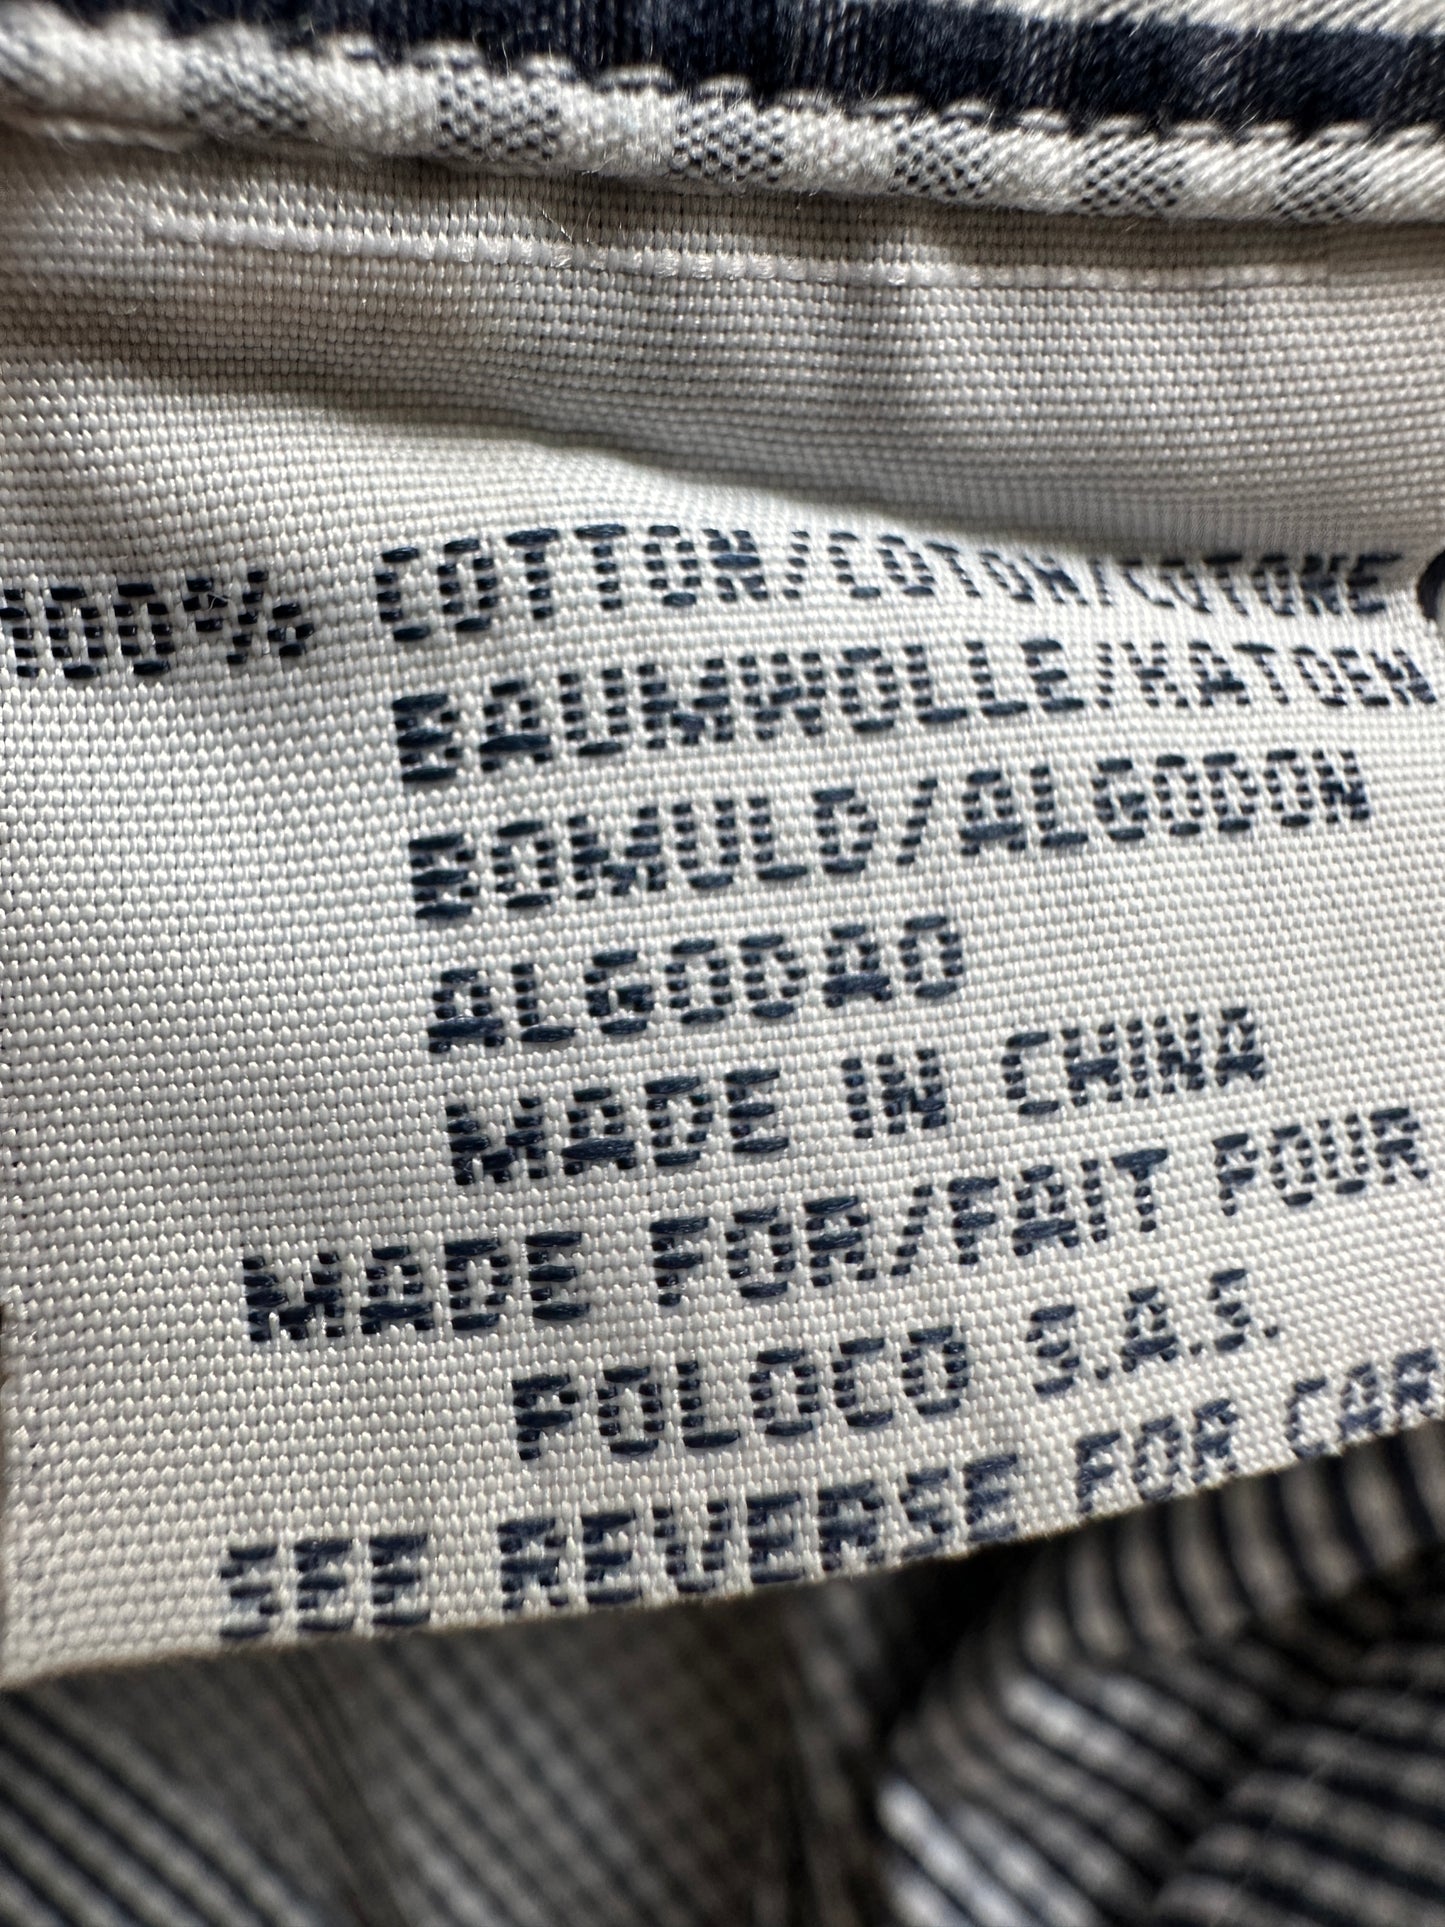 100% COTTON/COTON/COTONE
BAUMWOLLE/KATOEN
BOMULD/ALGODON
ALGODAO
MADE IN CHINA
MADE FOR/FAIT POUR
POLOCO S.A.S.
SEE REVERSE FOR CARE